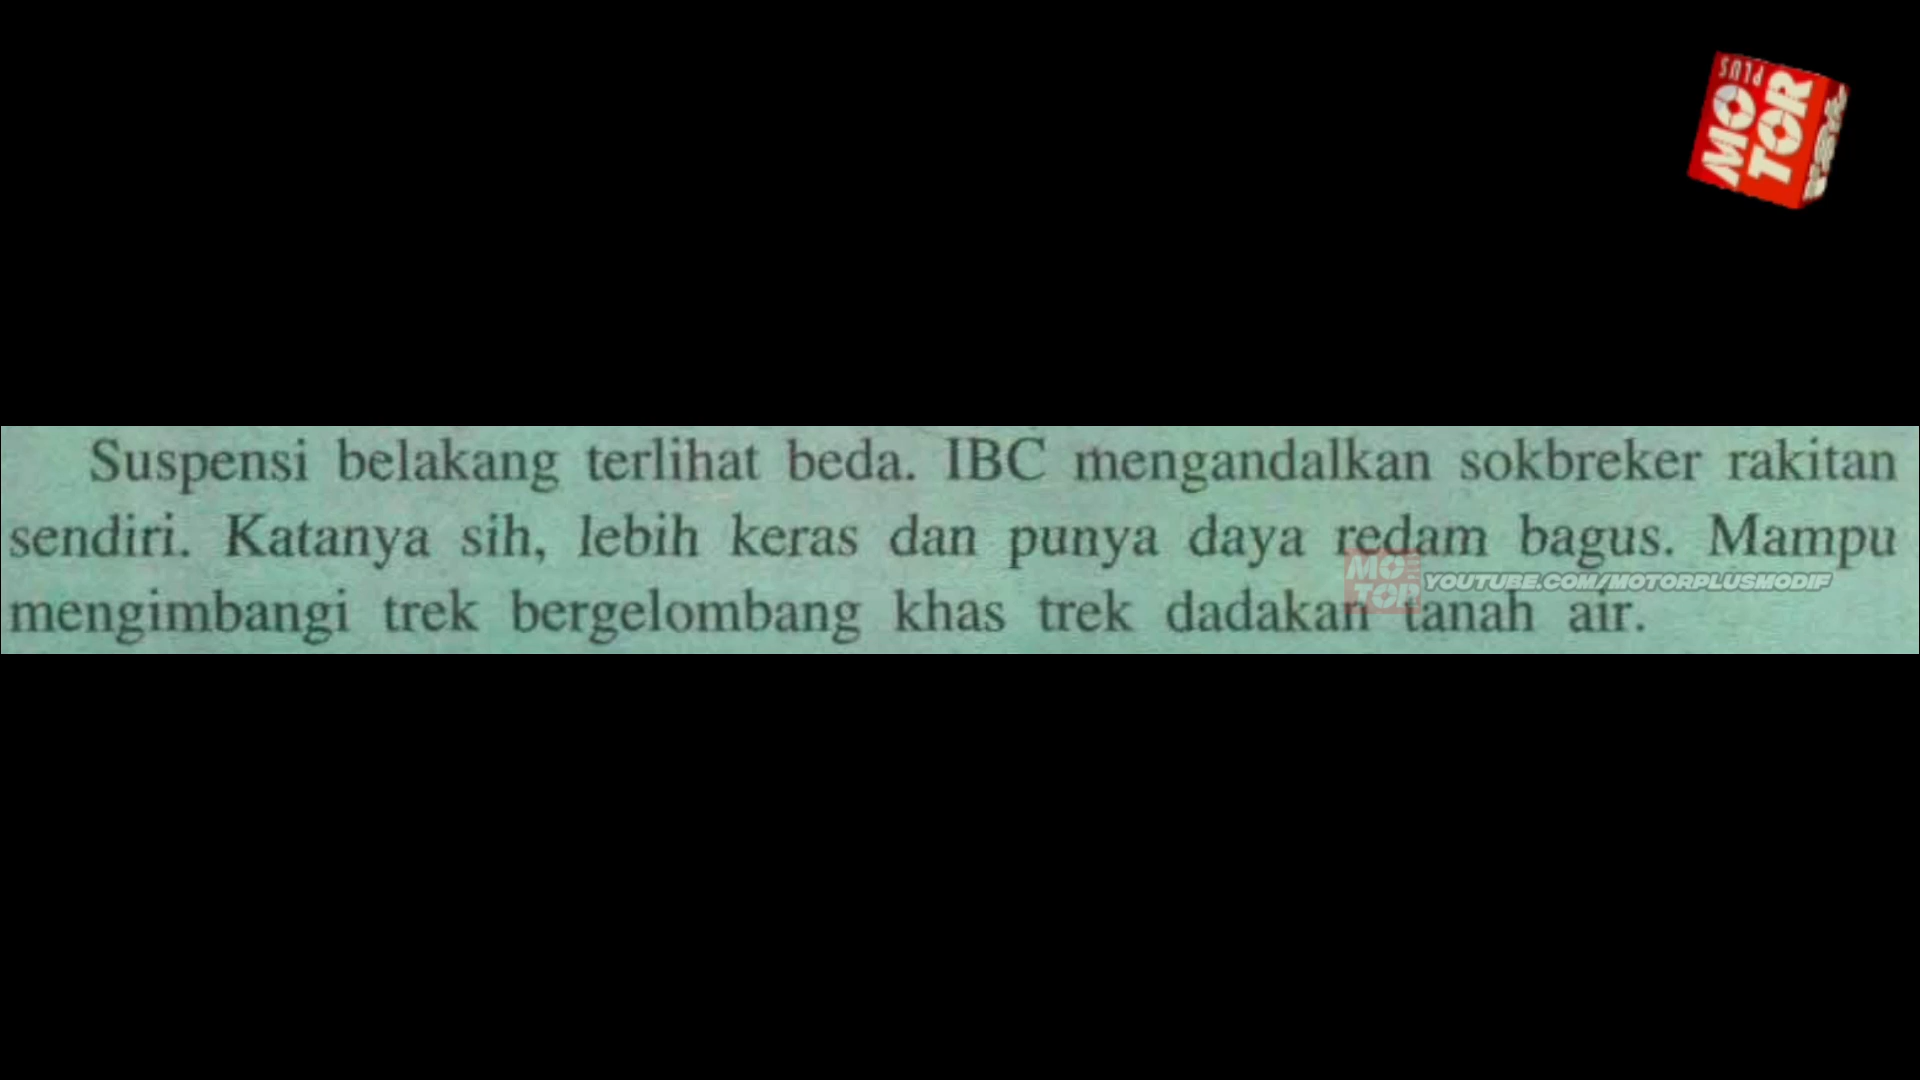 PLUS
MO
TOR
Suspensi belakang terlihat beda. IBC mengandalkan sokbreker rakitan
sendiri. Katanya sih, lebih keras dan punya daya redam bagus. Mampu
mengimbangi trek bergelombang khas trek dadakan tanah air.
MO
TOR
YOUTUBE.COM/MOTORPLUSMODIF